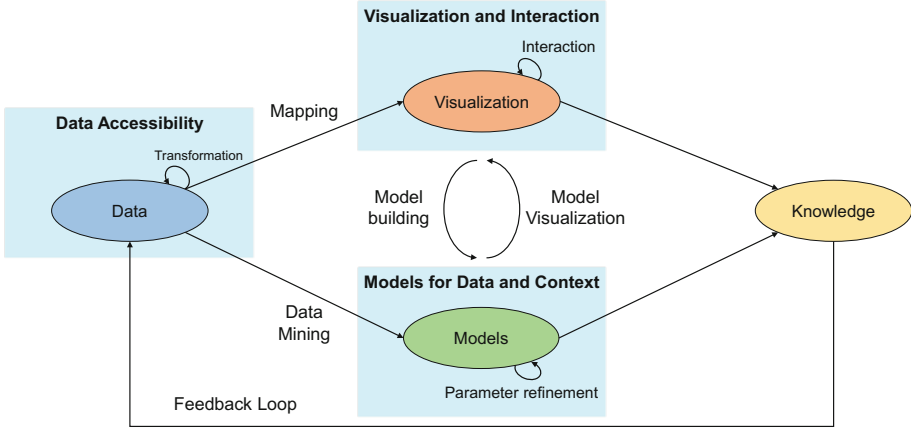 Visualization and Interaction
Interaction
Visualization
Mapping
Data Accessibility
Transformation
Data
Model
building
Model
Visualization
Knowledge
Models for Data and Context
Data
Mining
Models
Parameter refinement
Feedback Loop